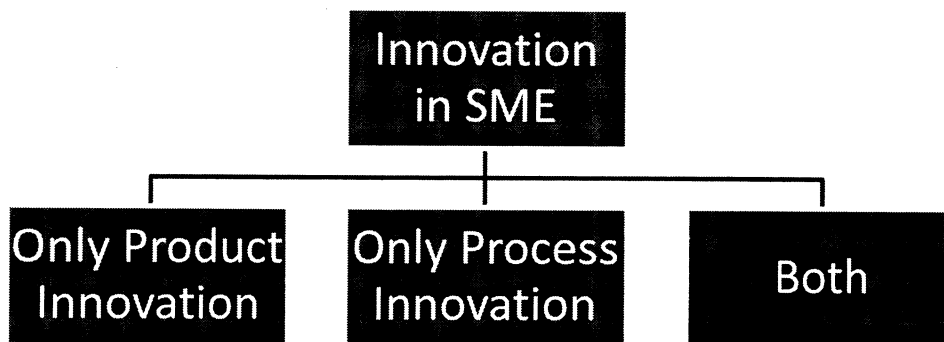 Innovation
in SME
Only Product
Innovation
Only Process
Innovation
Both